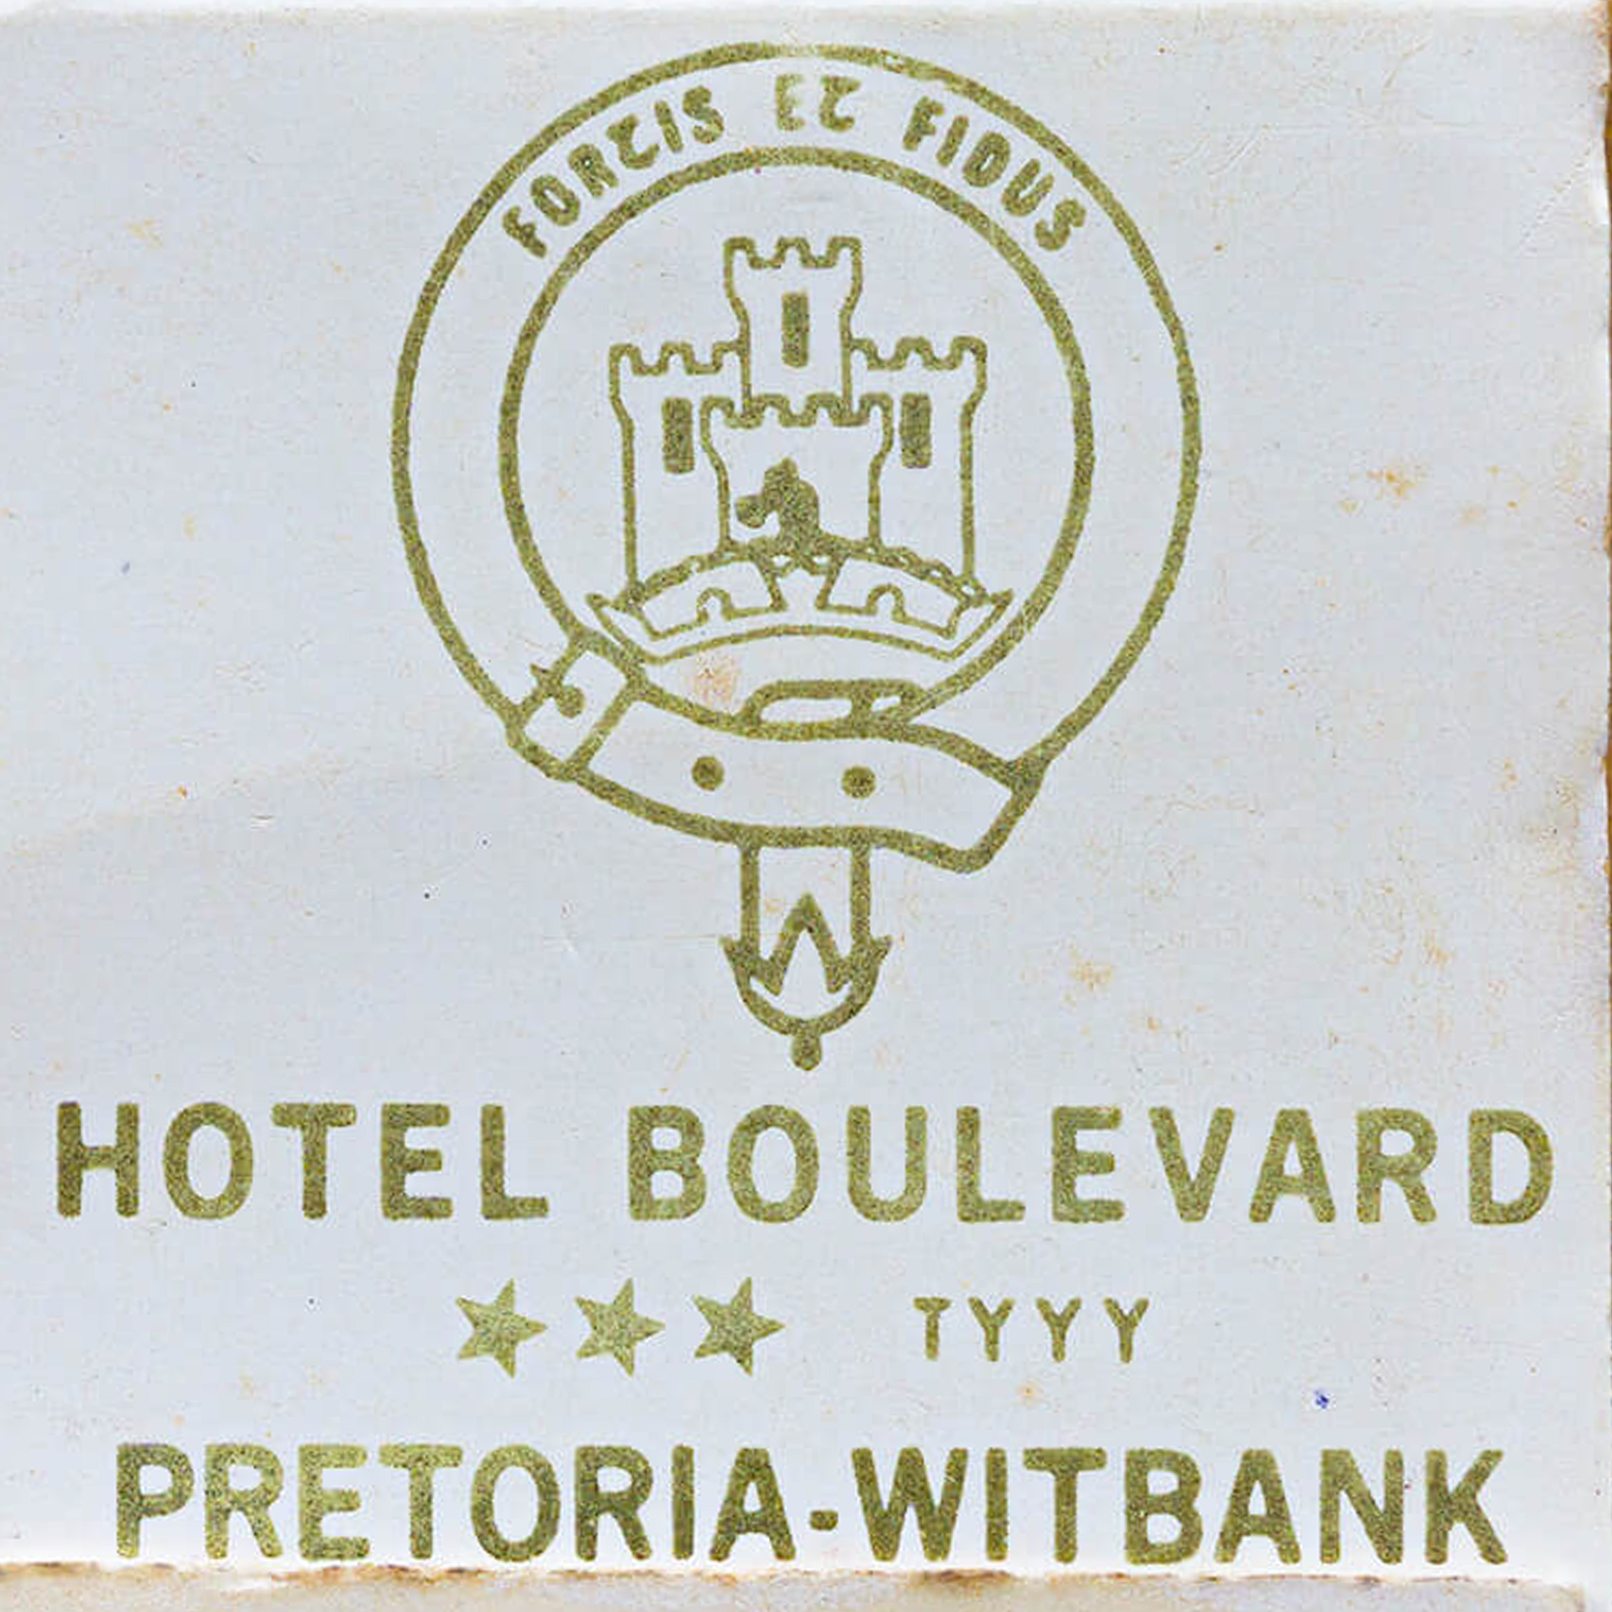 FORTIS ET FIDUS
HOTEL BOULEVARD
★★★ TYYY
PRETORIA-WITBANK